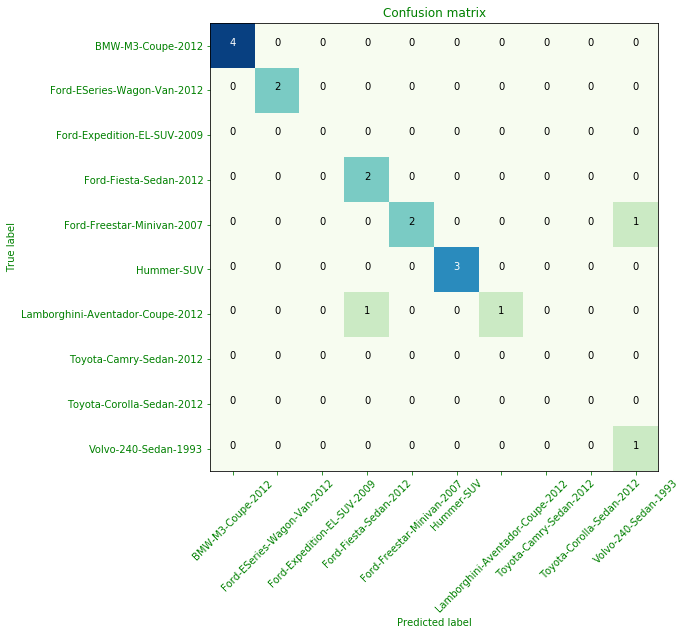 Confusion matrix
True label
BMW-M3-Coupe-2012 4 0 0 0 0 0 0 0 0 0
Ford-ESeries-Wagon-Van-2012 0 2 0 0 0 0 0 0 0 0
Ford-Expedition-EL-SUV-2009 0 0 0 0 0 0 0 0 0 0
Ford-Fiesta-Sedan-2012 0 0 0 2 0 0 0 0 0 0
Ford-Freestar-Minivan-2007 0 0 0 0 2 0 0 0 0 1
Hummer-SUV 0 0 0 0 0 3 0 0 0 0
Lamborghini-Aventador-Coupe-2012 0 0 0 1 0 0 1 0 0 0
Toyota-Camry-Sedan-2012 0 0 0 0 0 0 0 0 0 0
Toyota-Corolla-Sedan-2012 0 0 0 0 0 0 0 0 0 0
Volvo-240-Sedan-1993 0 0 0 0 0 0 0 0 0 1
BMW-M3-Coupe-2012
Ford-ESeries-Wagon-Van-2012
Ford-Expedition-EL-SUV-2009
Ford-Fiesta-Sedan-2012
Ford-Freestar-Minivan-2007
Hummer-SUV
Lamborghini-Aventador-Coupe-2012
Toyota-Camry-Sedan-2012
Toyota-Corolla-Sedan-2012
Volvo-240-Sedan-1993
Predicted label